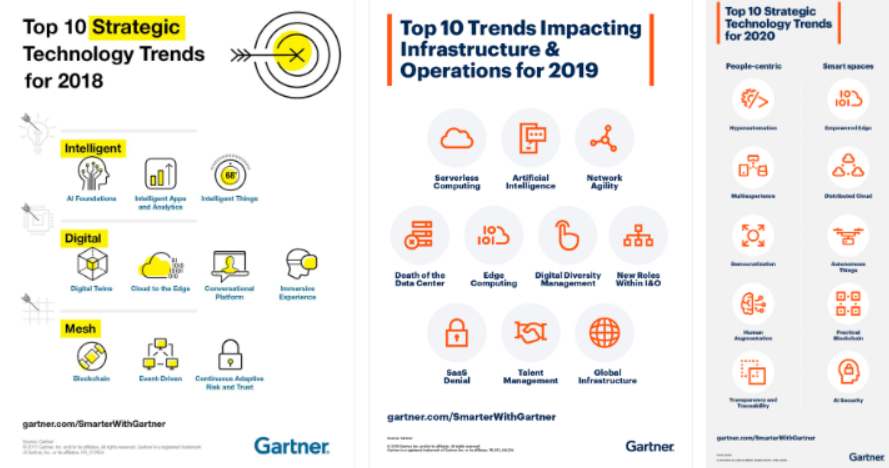 Top 10 Strategic
Technology Trends
for 2018
Intelligent
AI Foundations
Intelligent Apps
and Analytics
68°
Intelligent Things
Digital
Digital Twins
Cloud to the Edge
Conversational
Platform
Immersive
Experience
Mesh
Blockchain
Event-Driven
Continuous Adaptive
Risk and Trust
gartner.com/SmarterWithGartner
Source: Gartner
Gartner
Top 10 Trends Impacting
Infrastructure &
Operations for 2019
Serverless
Computing
Artificial
Intelligence
Network
Agility
Death of the
Data Center
Edge
Computing
Digital Diversity
Management
New Roles
Within I&O
SaaS
Denial
Talent
Management
Global
Infrastructure
gartner.com/SmarterWithGartner
Source: Gartner
Gartner
Top 10 Strategic
Technology Trends
for 2020
People-centric
Smart spaces
Hyperautomation
Empowered Edge
Multiexperience
Distributed Cloud
Democratization
Autonomous
Things
Human
Augmentation
Practical
Blockchain
Transparency and
Traceability
AI Security
gartner.com/SmarterWithGartner
Gartner